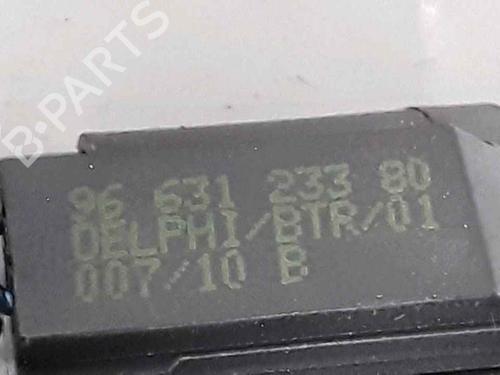 B-PARTS
96 631 233 80
DELPHI/BTR/01
007/10 B